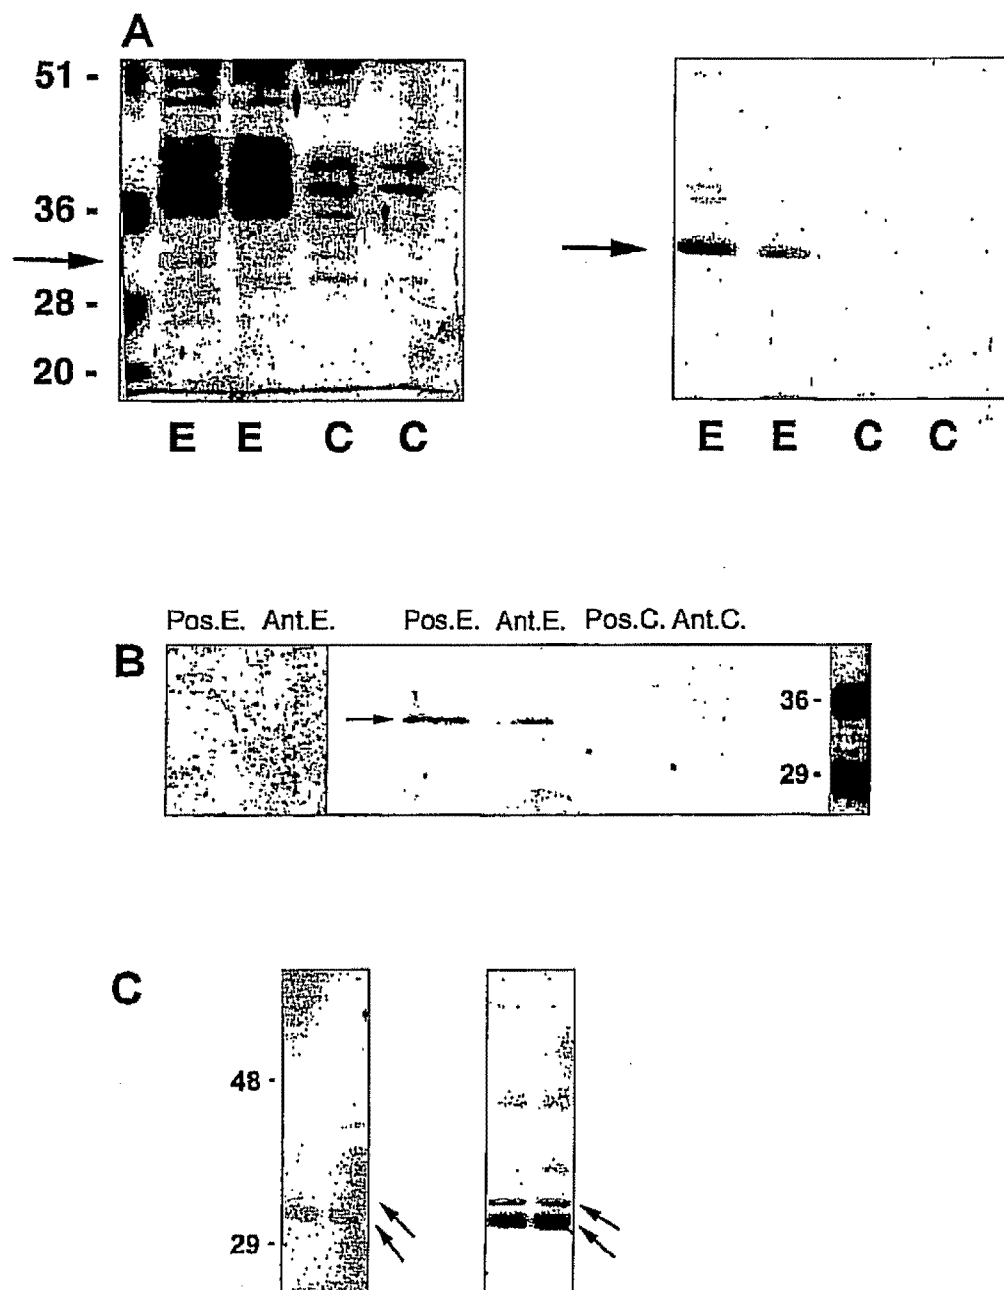 A
51 -
36 -
28 -
20 -
E E C C
E E C C
Pos.E. Ant.E. Pos.E. Ant.E. Pos.C. Ant.C.
B
36 -
29 -
C
48 -
29 -